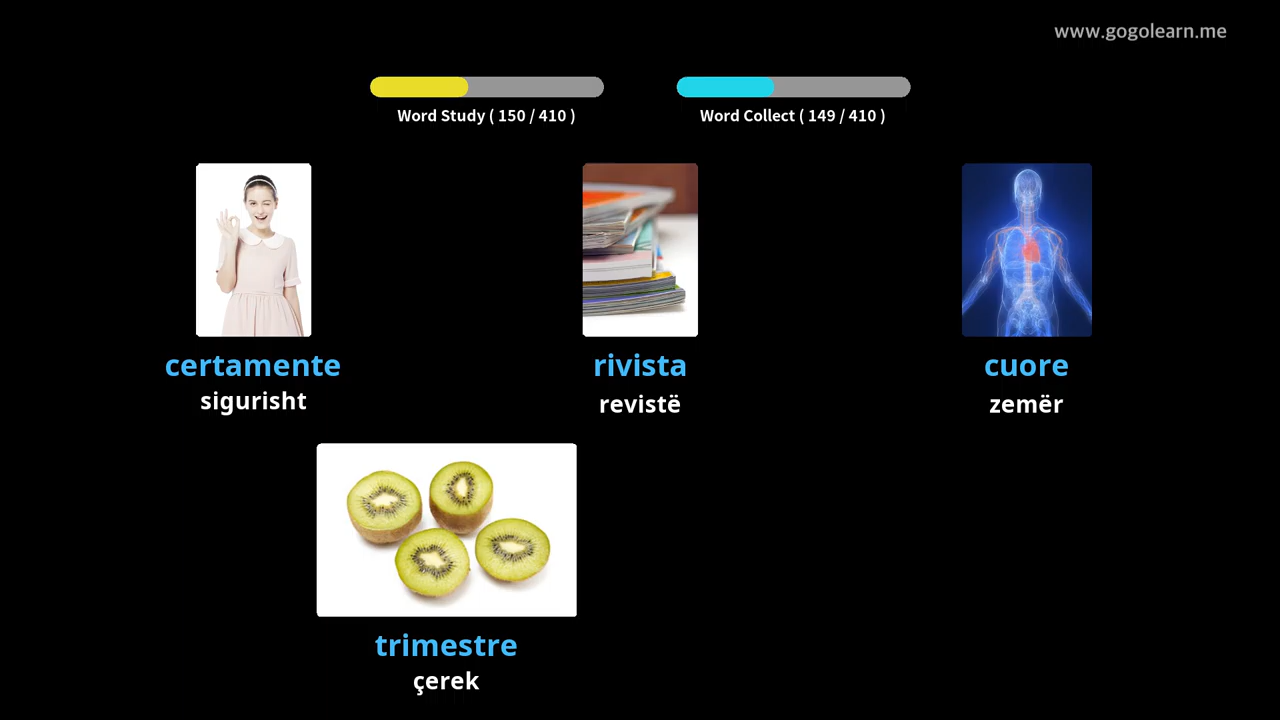 www.gogolearn.me
Word Study ( 150 / 410 )
Word Collect ( 149 / 410 )
certamente
sigurisht
rivista
revistë
cuore
zemër
trimestre
çerek